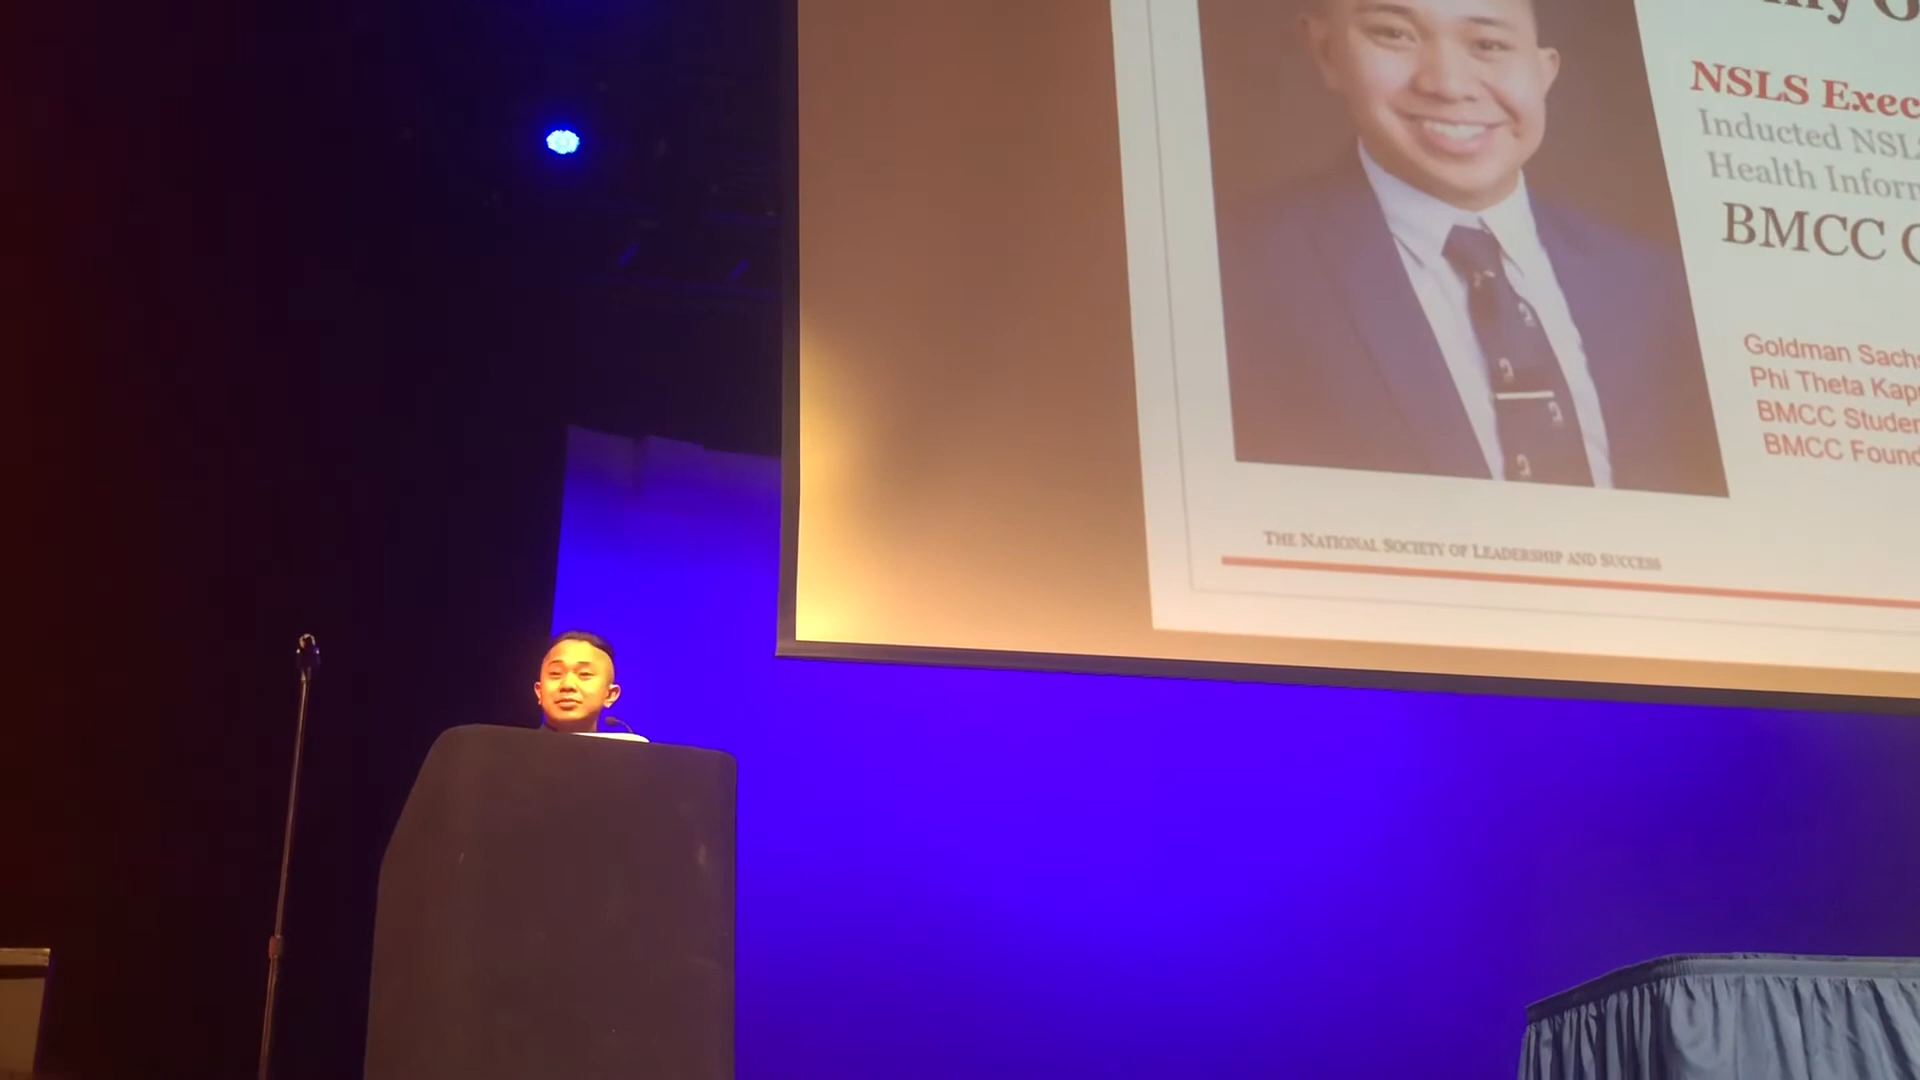 NSLS Exec
Inducted NSL
Health Inform
BMCC
Goldman Sachs
Phi Theta Kap
BMCC Studen
BMCC Found
THE NATIONAL SOCIETY OF LEADERSHIP AND SUCCESS